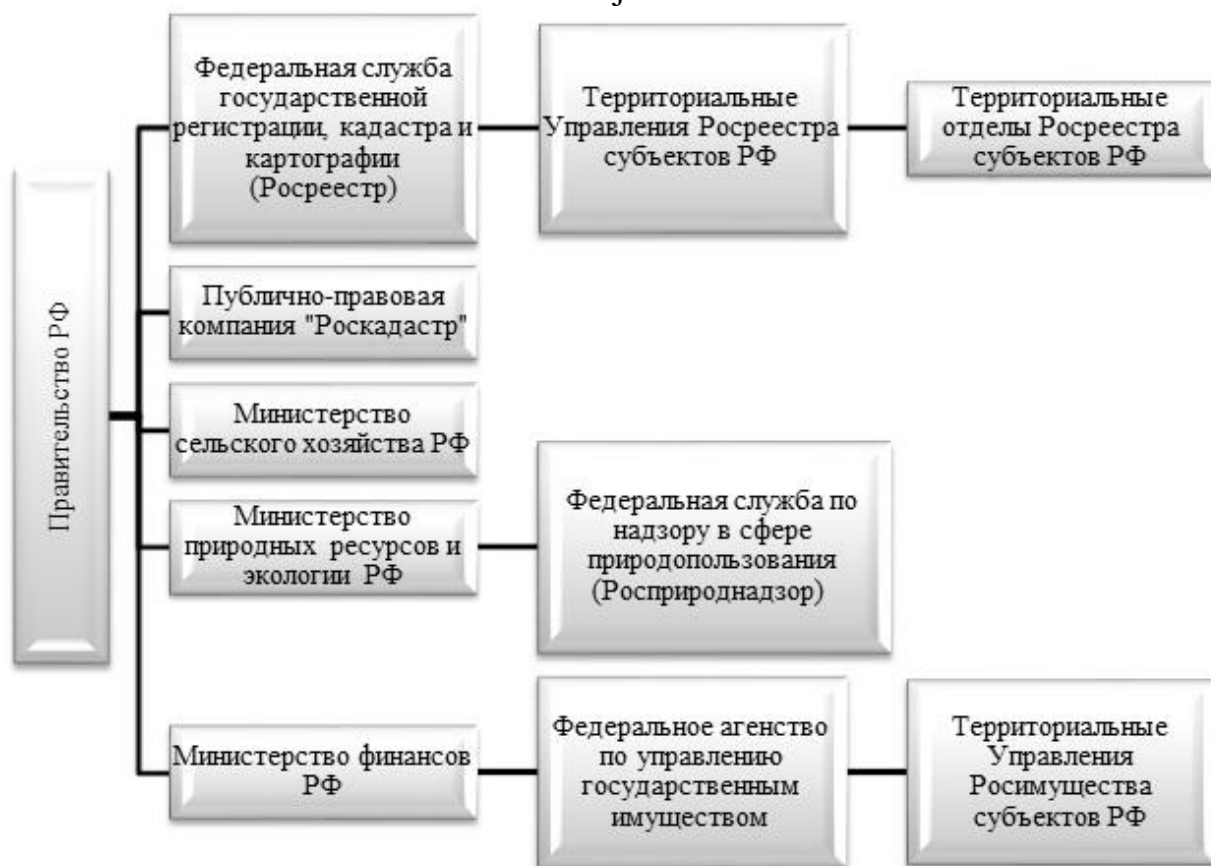 Правительство РФ
Федеральная служба
государственной
регистрации, кадастра и
картографии
(Росреестр)
Территориальные
Управления Росреестра
субъектов РФ
Территориальные
отделы Росреестра
субъектов РФ
Публично-правовая
компания "Роскадастр"
Министерство
сельского хозяйства РФ
Министерство
природных ресурсов и
экологии РФ
Федеральная служба по
надзору в сфере
природопользования
(Росприроднадзор)
Министерство финансов
РФ
Федеральное агенство
по управлению
государственным
имуществом
Территориальные
Управления
Росимущества
субъектов РФ